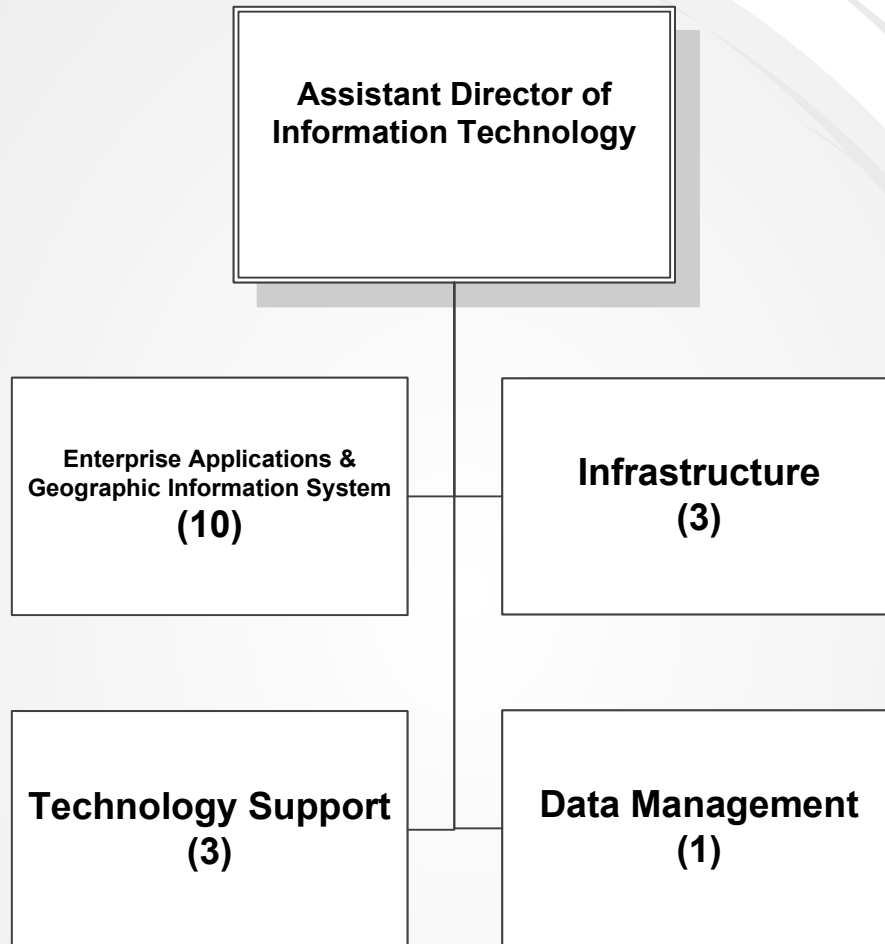 Assistant Director of
Information Technology
Enterprise Applications &
Geographic Information System
(10)
Infrastructure
(3)
Technology Support
(3)
Data Management
(1)